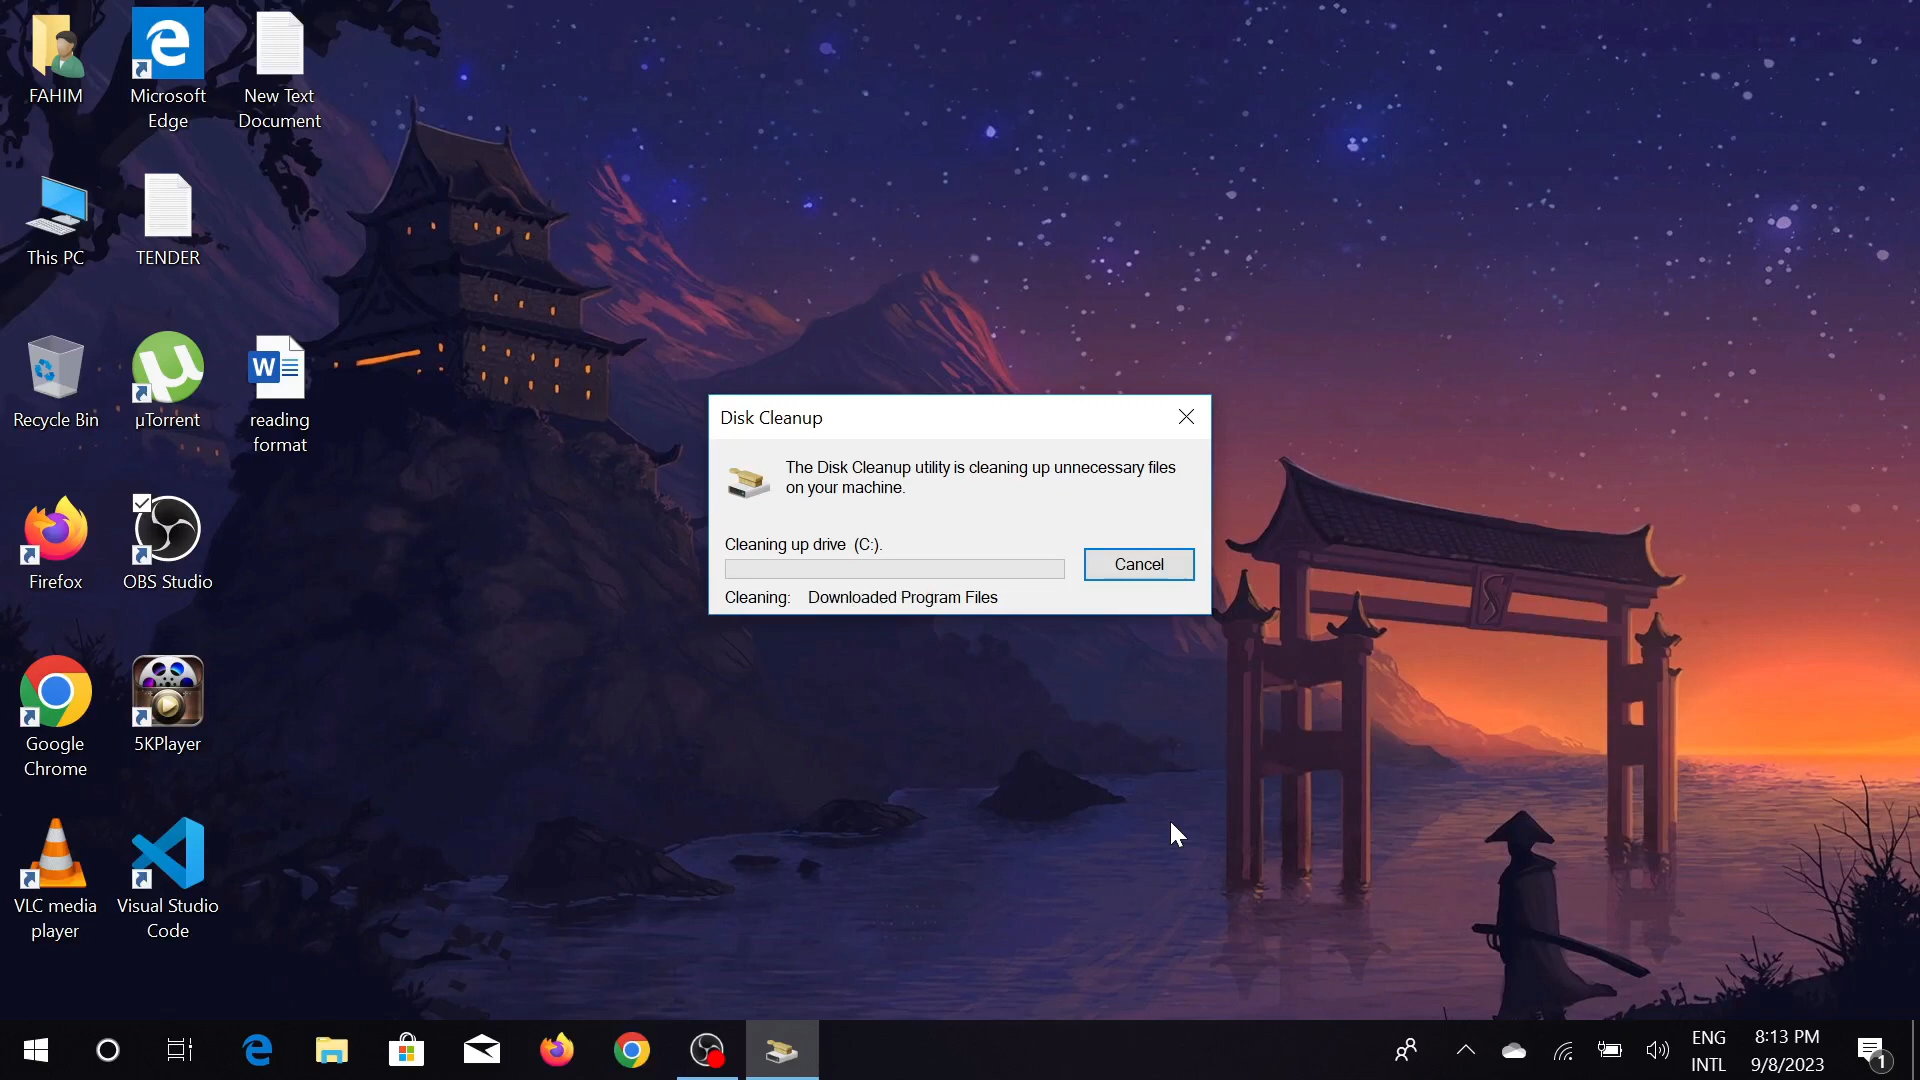 FAHIM
Microsoft
Edge
New Text
Document
This PC
TENDER
Recycle Bin
µTorrent
W
reading
format
Firefox
OBS Studio
Google
Chrome
5KPlayer
VLC media
player
Visual Studio
Code
Disk Cleanup
The Disk Cleanup utility is cleaning up unnecessary files
on your machine.
Cleaning up drive (C:).
Cancel
Cleaning: Downloaded Program Files
ENG
INTL
8:13 PM
9/8/2023
1